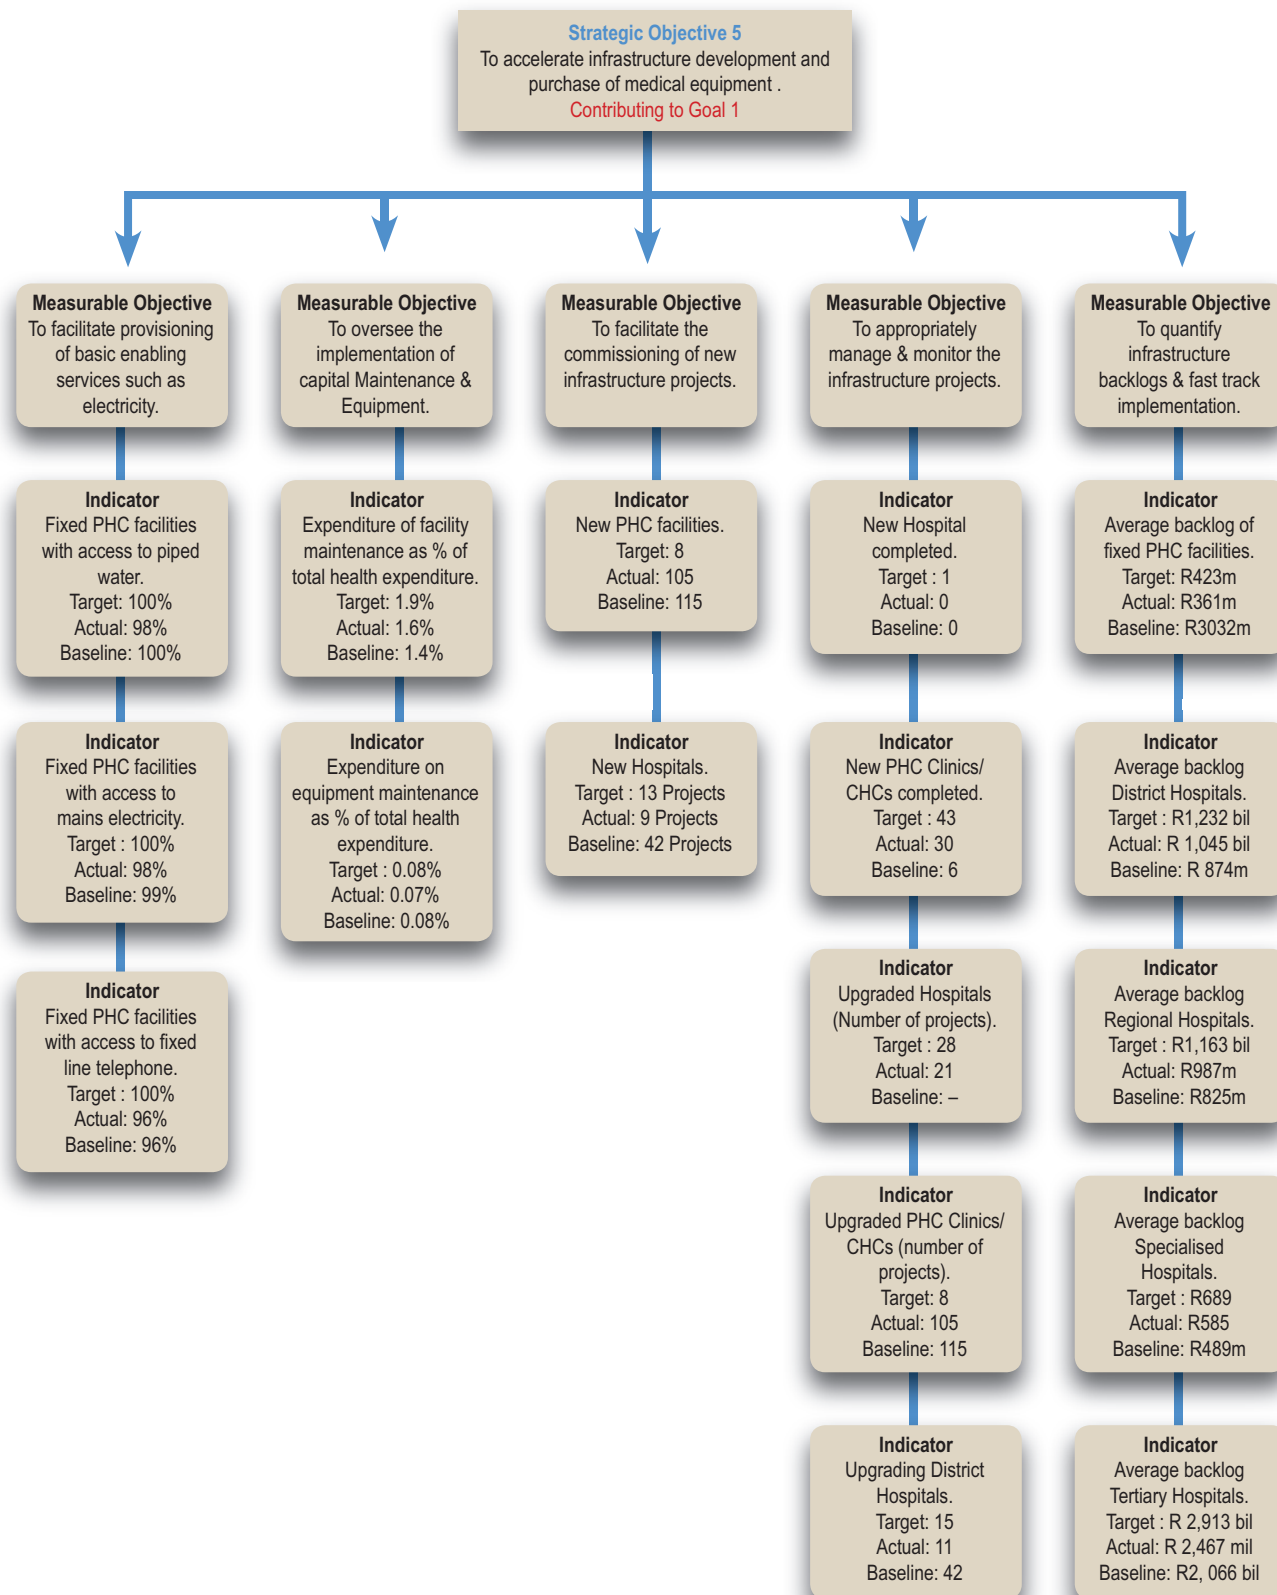 Strategic Objective 5
To accelerate infrastructure development and
purchase of medical equipment .
Contributing to Goal 1
Measurable Objective
To facilitate provisioning
of basic enabling
services such as
electricity.
Indicator
Fixed PHC facilities
with access to piped
water.
Target: 100%
Actual: 98%
Baseline: 100%
Indicator
Fixed PHC facilities
with access to
mains electricity.
Target : 100%
Actual: 98%
Baseline: 99%
Indicator
Fixed PHC facilities
with access to fixed
line telephone.
Target : 100%
Actual: 96%
Baseline: 96%
Measurable Objective
To oversee the
implementation of
capital Maintenance &
Equipment.
Indicator
Expenditure of facility
maintenance as % of
total health expenditure.
Target: 1.9%
Actual: 1.6%
Baseline: 1.4%
Indicator
Expenditure on
equipment maintenance
as % of total health
expenditure.
Target : 0.08%
Actual: 0.07%
Baseline: 0.08%
Measurable Objective
To facilitate the
commissioning of new
infrastructure projects.
Indicator
New PHC facilities.
Target: 8
Actual: 105
Baseline: 115
Indicator
New Hospitals.
Target : 13 Projects
Actual: 9 Projects
Baseline: 42 Projects
Measurable Objective
To appropriately
manage & monitor the
infrastructure projects.
Indicator
New Hospital
completed.
Target : 1
Actual: 0
Baseline: 0
Indicator
New PHC Clinics/
CHCs completed.
Target : 43
Actual: 30
Baseline: 6
Indicator
Upgraded Hospitals
(Number of projects).
Target : 28
Actual: 21
Baseline: –
Indicator
Upgraded PHC Clinics/
CHCs (number of
projects).
Target: 8
Actual: 105
Baseline: 115
Indicator
Upgrading District
Hospitals.
Target: 15
Actual: 11
Baseline: 42
Measurable Objective
To quantify
infrastructure
backlogs & fast track
implementation.
Indicator
Average backlog of
fixed PHC facilities.
Target: R423m
Actual: R361m
Baseline: R3032m
Indicator
Average backlog
District Hospitals.
Target : R1,232 bil
Actual: R 1,045 bil
Baseline: R 874m
Indicator
Average backlog
Regional Hospitals.
Target : R1,163 bil
Actual: R987m
Baseline: R825m
Indicator
Average backlog
Specialised
Hospitals.
Target : R689
Actual: R585
Baseline: R489m
Indicator
Average backlog
Tertiary Hospitals.
Target : R 2,913 bil
Actual: R 2,467 mil
Baseline: R2, 066 bil